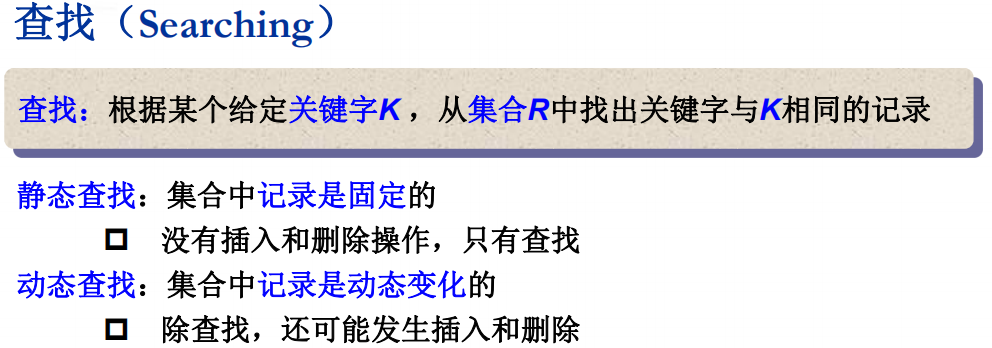 查找（Searching）
查找：根据某个给定关键字K，从集合R中找出关键字与K相同的记录
静态查找：集合中记录是固定的
没有插入和删除操作，只有查找
动态查找：集合中记录是动态变化的
除查找，还可能发生插入和删除